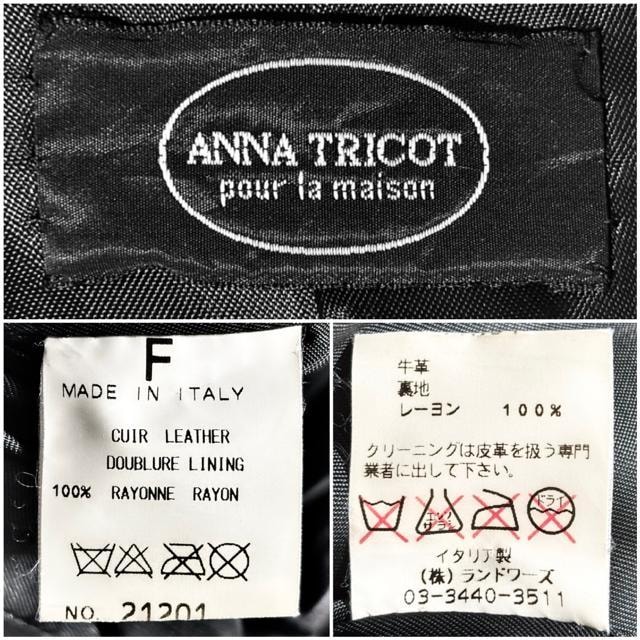 ANNA TRICOT
pour la maison
F
MADE IN ITALY
CUIR LEATHER
DOUBLURE LINING
100% RAYONNE RAYON
NO. 21201
牛革
裏地
レーヨン 100%
クリーニングは皮革を扱う専門
業者に出して下さい。
エンソ
サラシ
ドライ
イタリア製
(株)ランドワーズ
03-3440-3511